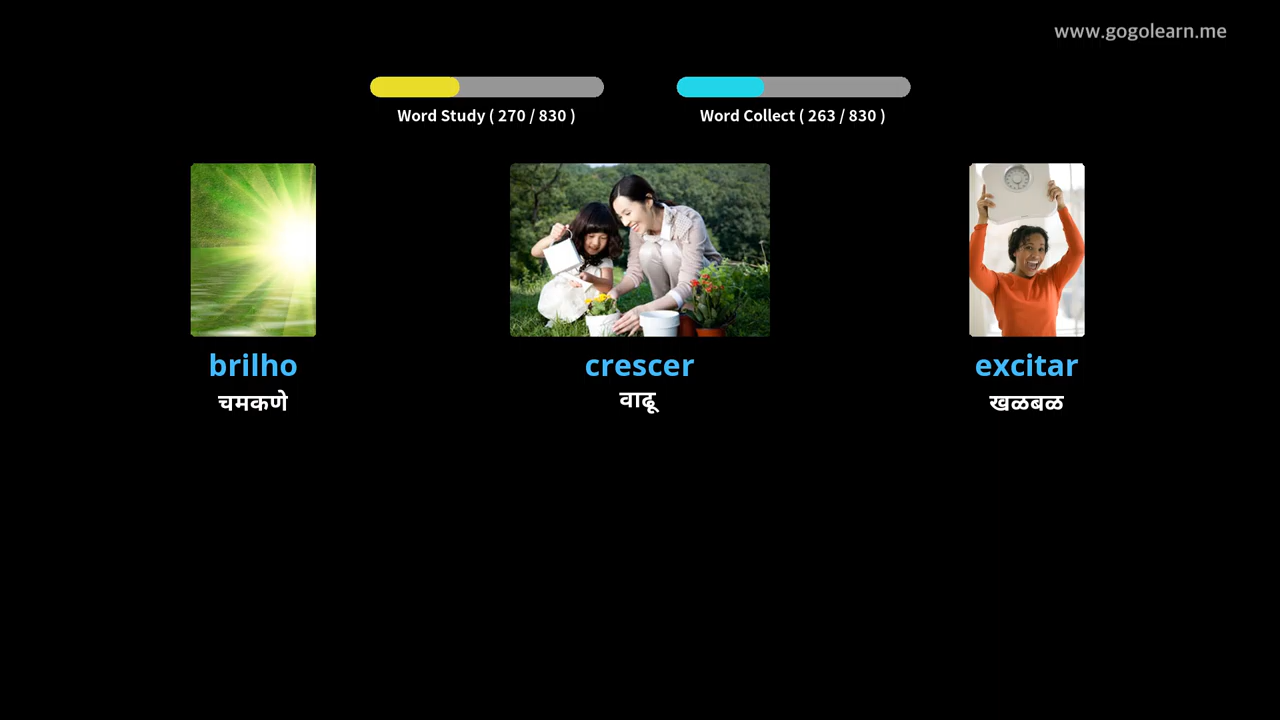 www.gogolearn.me
Word Study ( 270 / 830 )
Word Collect ( 263 / 830 )
brilho
crescer
excitar
चमकणे
वाढू
खळबळ